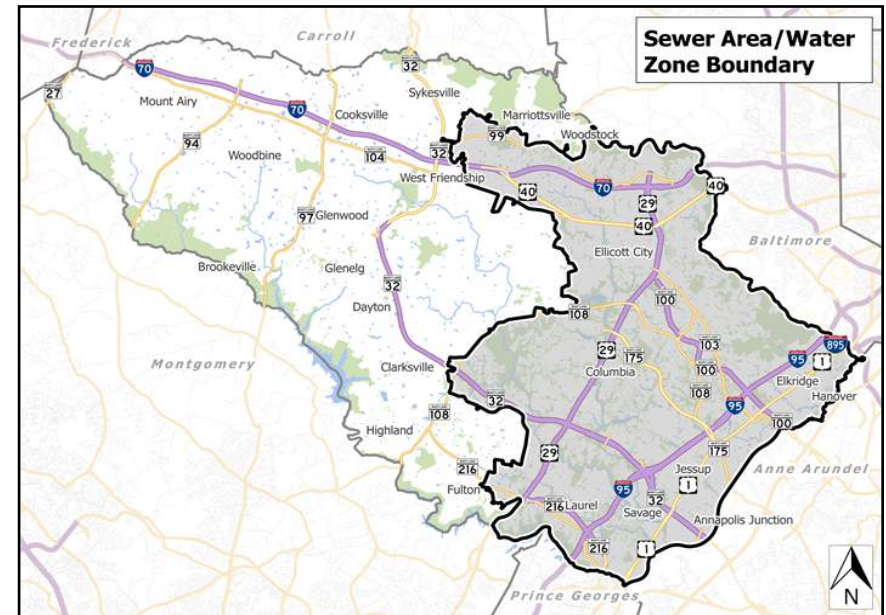 Sewer Area/Water
Zone Boundary
Frederick
Carroll
70
32
27
Mount Airy
70
Cooksville
Sykesville
Marriottsville
94
99
Woodstock
Woodbine
104
32
West Friendship
40
70
40
29
97
Glenwood
40
Baltimore
Ellicott City
Brookeville
Glenelg
32
100
Dayton
108
103
895
29
175
95
1
Montgomery
Columbia
100
Clarksville
Elkridge
108
32
95
Hanover
108
100
Highland
29
175
Anne Arundel
216
Jessup
Fulton
95
1
32
216
Laurel
Savage
Annapolis Junction
216
1
Prince Georges
N